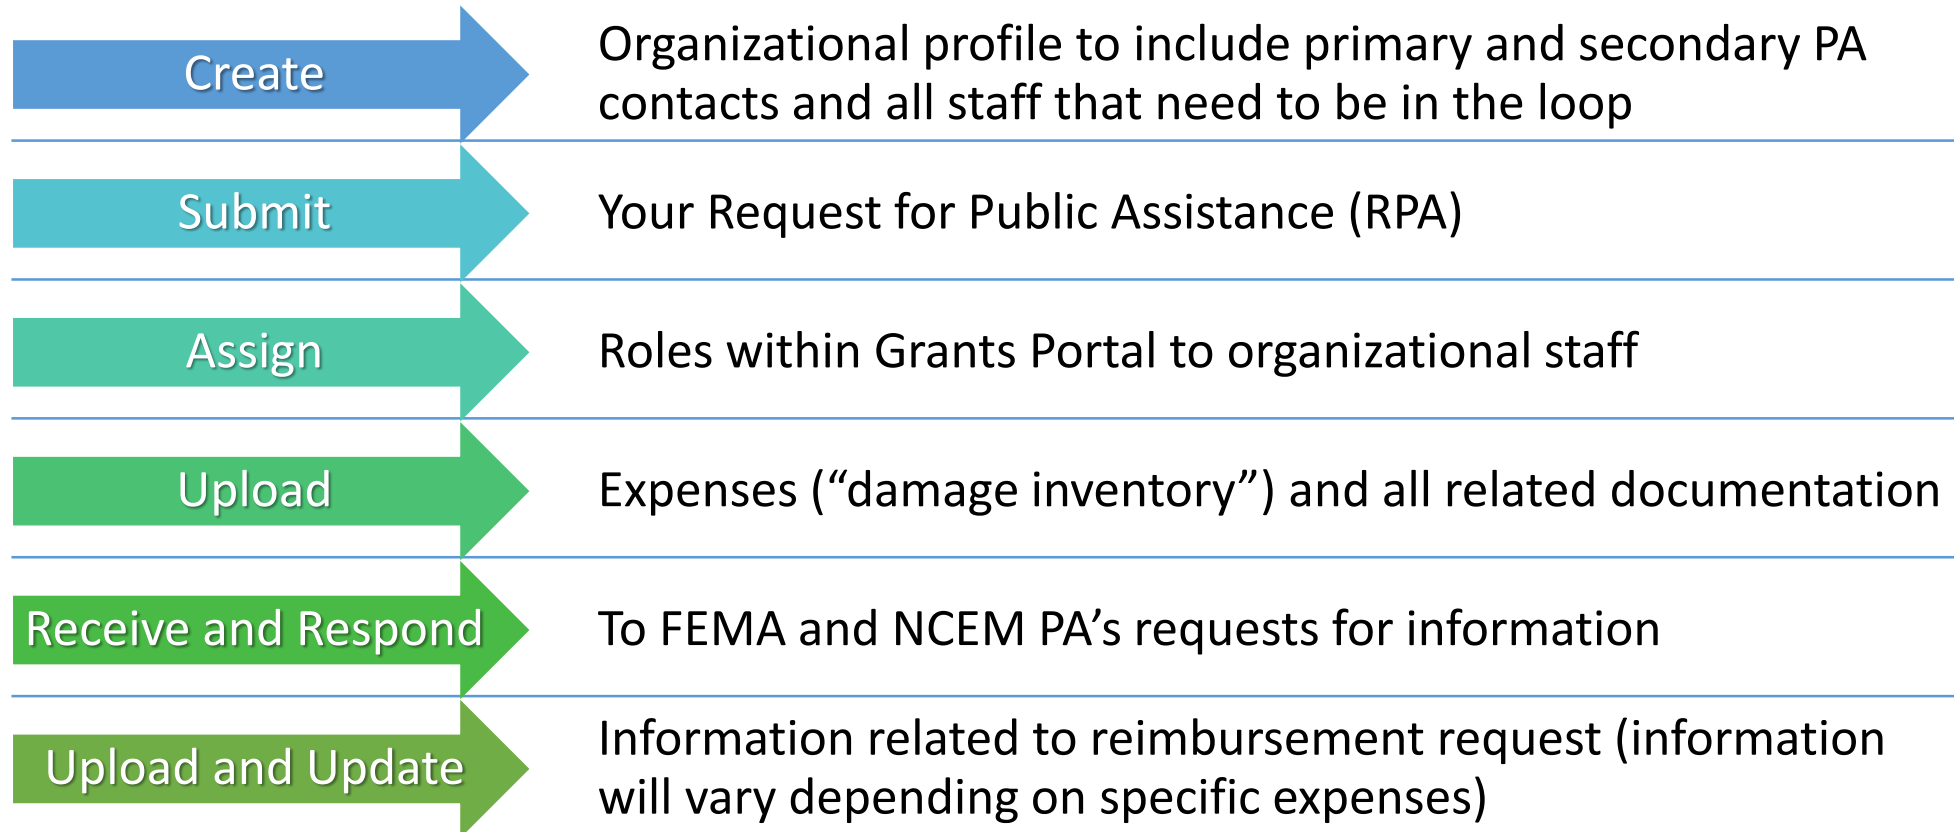 Create
Organizational profile to include primary and secondary PA
contacts and all staff that need to be in the loop
Submit
Your Request for Public Assistance (RPA)
Assign
Roles within Grants Portal to organizational staff
Upload
Expenses (“damage inventory”) and all related documentation
Receive and Respond
To FEMA and NCEM PA’s requests for information
Upload and Update
Information related to reimbursement request (information
will vary depending on specific expenses)